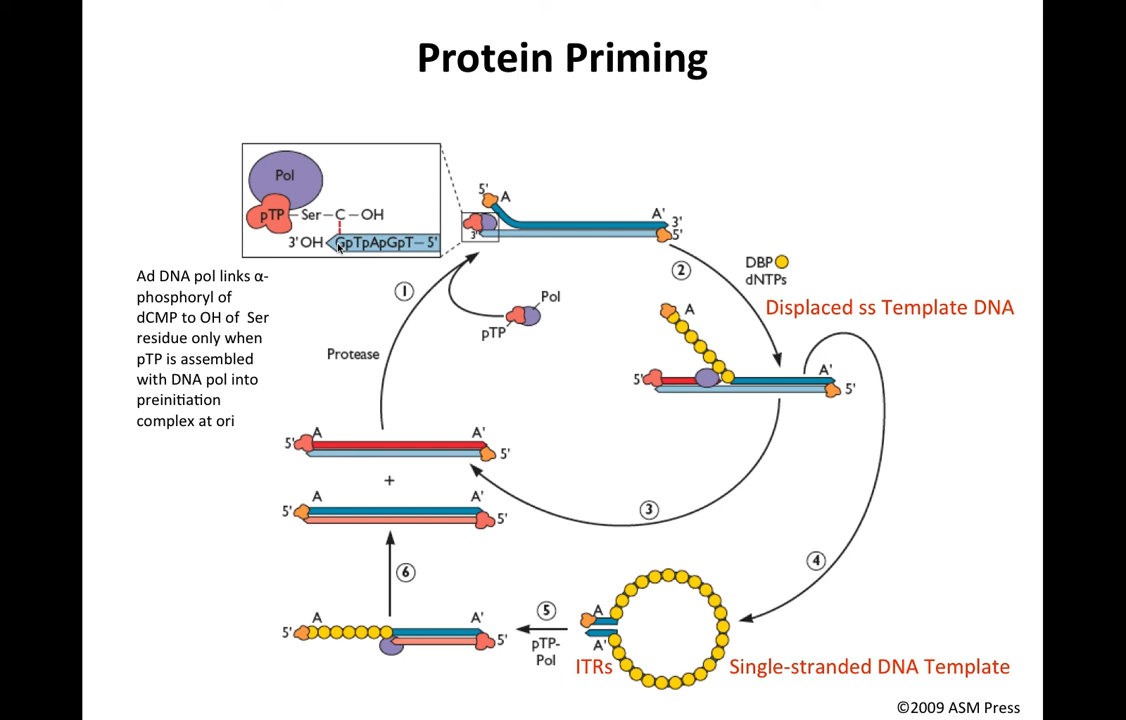 Protein Priming
Pol
pTP
Ser–C–OH
3'OH
GpTpApGpT–5'
Ad DNA pol links α-
phosphoryl of
dCMP to OH of Ser
residue only when
pTP is assembled
with DNA pol into
preinitiation
complex at ori
5'
A
A'
3'
3'
5'
1
Pol
pTP
Protease
2
DBP
dNTPs
Displaced ss Template DNA
A
5'
A'
5'
5'
A
A'
5'
+
3
5'
A
A'
5'
4
6
5'
A
A'
5'
5
pTP-
Pol
A
A'
ITRs
Single-stranded DNA Template
©2009 ASM Press